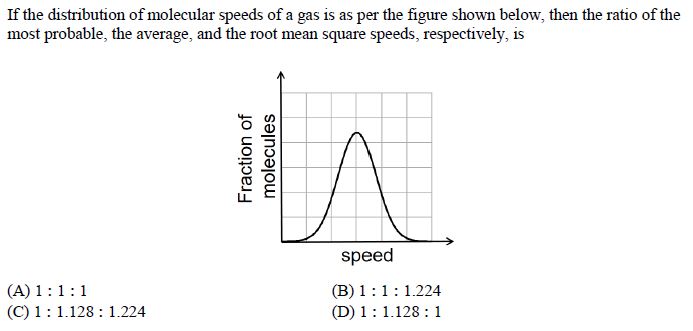 If the distribution of molecular speeds of a gas is as per the figure shown below, then the ratio of the
most probable, the average, and the root mean square speeds, respectively, is
Fraction of
molecules
speed
(A) 1 : 1 : 1
(B) 1 : 1 : 1.224
(C) 1 : 1.128 : 1.224
(D) 1 : 1.128 : 1